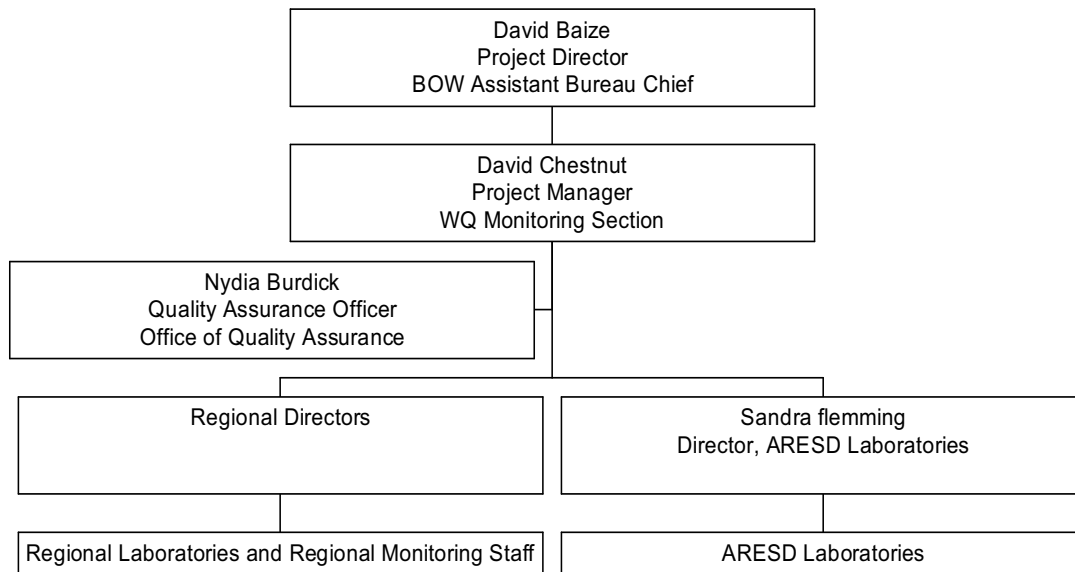 David Baize
Project Director
BOW Assistant Bureau Chief
David Chestnut
Project Manager
WQ Monitoring Section
Nydia Burdick
Quality Assurance Officer
Office of Quality Assurance
Regional Directors
Sandra flemming
Director, ARESD Laboratories
Regional Laboratories and Regional Monitoring Staff
ARESD Laboratories